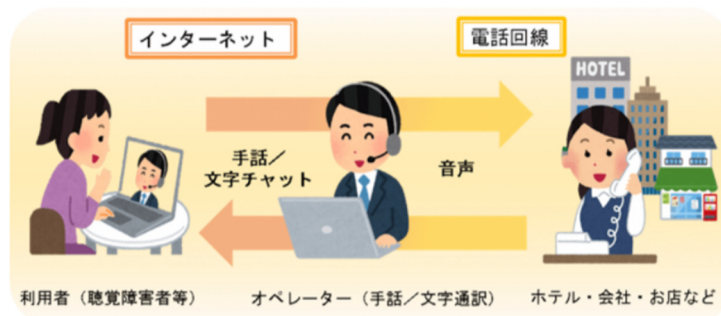 インターネット
電話回線
HOTEL
手話／
文字チャット
音声
利用者（聴覚障害者等）
オペレーター（手話／文字通訳）
ホテル・会社・お店など